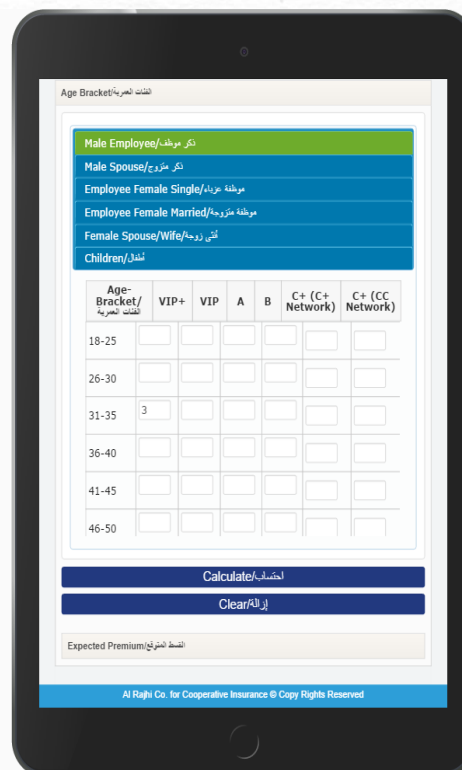 Age Bracket/الفئات العمرية
Male Employee/ذكر موظف
Male Spouse/ذكر متزوج
Employee Female Single/موظفة عزباء
Employee Female Married/موظفة متزوجة
Female Spouse/Wife/أنثى زوجة
Children/أطفال
Age-Bracket/الفئات العمرية VIP+ VIP A B C+ (C+ Network) C+ (CC Network)
18-25
26-30
31-35 3
36-40
41-45
46-50
Calculate/احتساب
Clear/إزالة
Expected Premium/القسط المتوقع
Al Rajhi Co. for Cooperative Insurance © Copy Rights Reserved